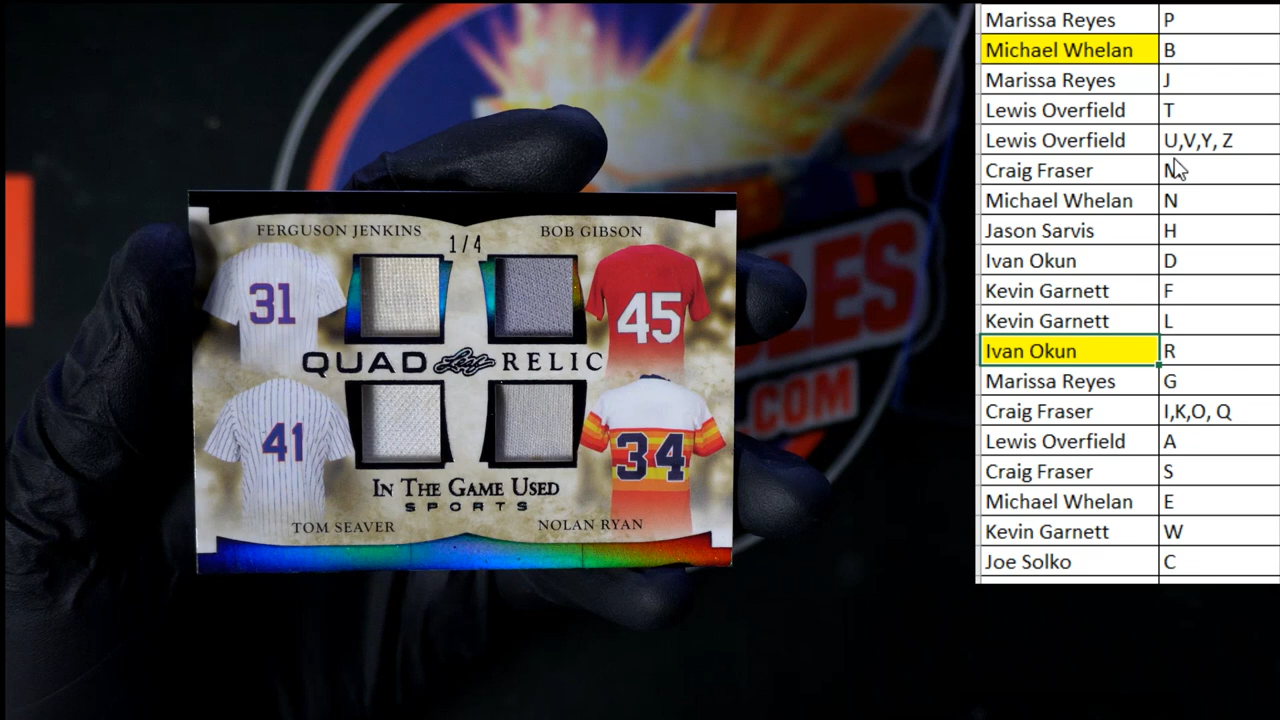 FERGUSON JENKINS
1/4
BOB GIBSON
31
45
QUAD Leaf RELIC
41
34
IN THE GAME USED
SPORTS
TOM SEAVER
NOLAN RYAN
.COM
Marissa Reyes P
Michael Whelan B
Marissa Reyes J
Lewis Overfield T
Lewis Overfield U,V,Y, Z
Craig Fraser
Michael Whelan N
Jason Sarvis H
Ivan Okun D
Kevin Garnett F
Kevin Garnett L
Ivan Okun R
Marissa Reyes G
Craig Fraser I,K,O, Q
Lewis Overfield A
Craig Fraser S
Michael Whelan E
Kevin Garnett W
Joe Solko C